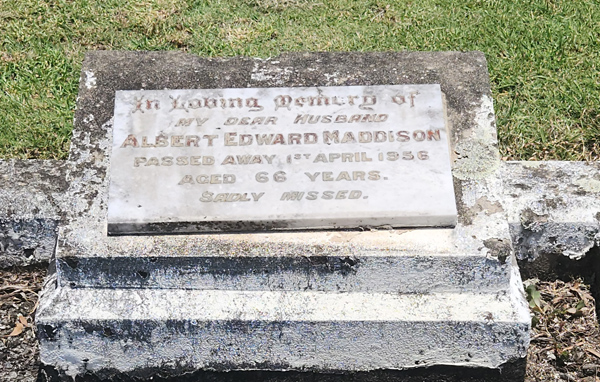 In Loving Memory of
MY DEAR HUSBAND
ALBERT EDWARD MADDISON
PASSED AWAY 1ST APRIL 1956
AGED 66 YEARS.
SADLY MISSED.